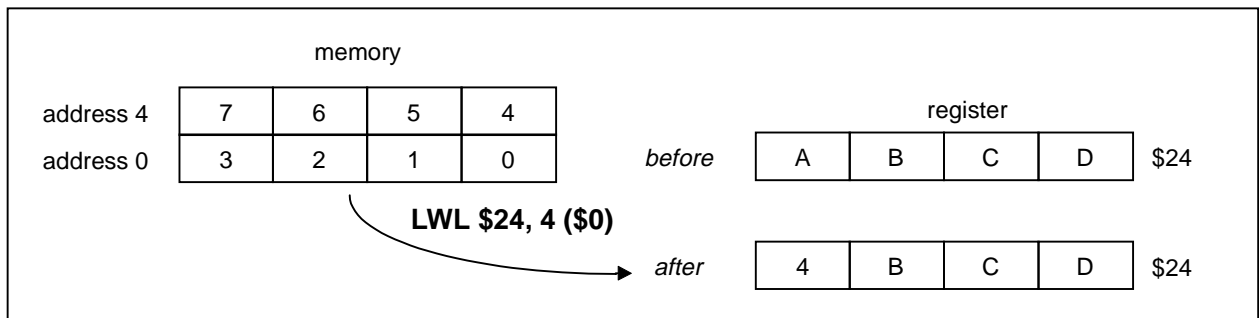 memory
address 4 7 6 5 4
register
address 0 3 2 1 0
before A B C D $24
LWL $24, 4 ($0)
after 4 B C D $24